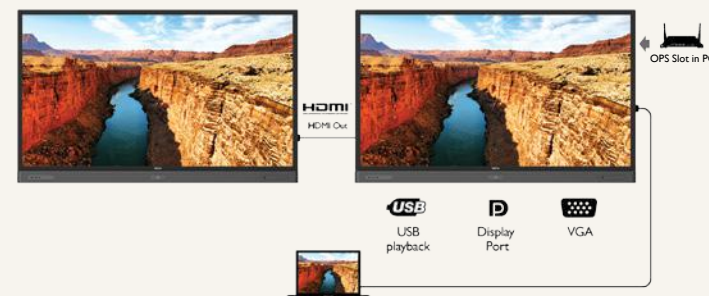 HDMI
HDMI Out
OPS Slot in PC
USB
USB
playback
Display
Port
VGA